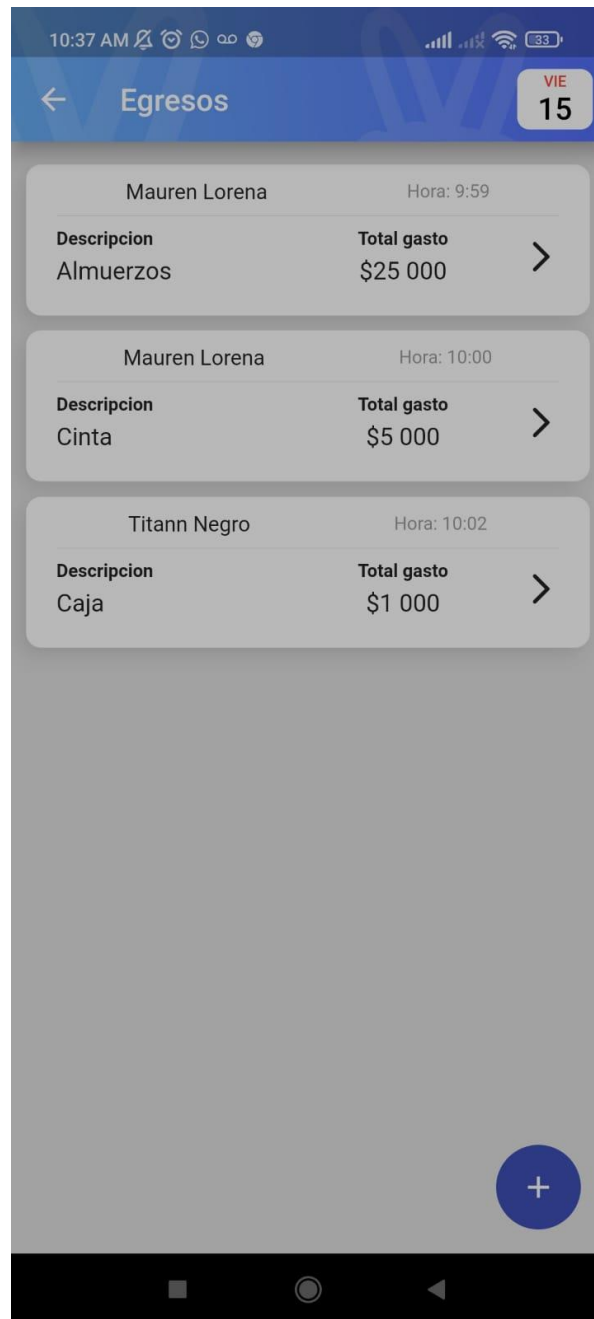 10:37 AM 33
Egresos
VIE
15
Mauren Lorena Hora: 9:59
Descripcion Total gasto
Almuerzos $25 000
Mauren Lorena Hora: 10:00
Descripcion Total gasto
Cinta $5 000
Titann Negro Hora: 10:02
Descripcion Total gasto
Caja $1 000
+